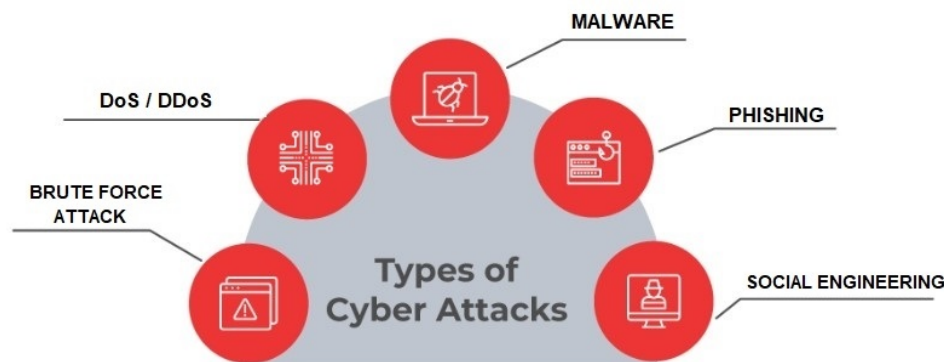 MALWARE
DoS / DDoS
PHISHING
BRUTE FORCE
ATTACK
Types of
Cyber Attacks
SOCIAL ENGINEERING